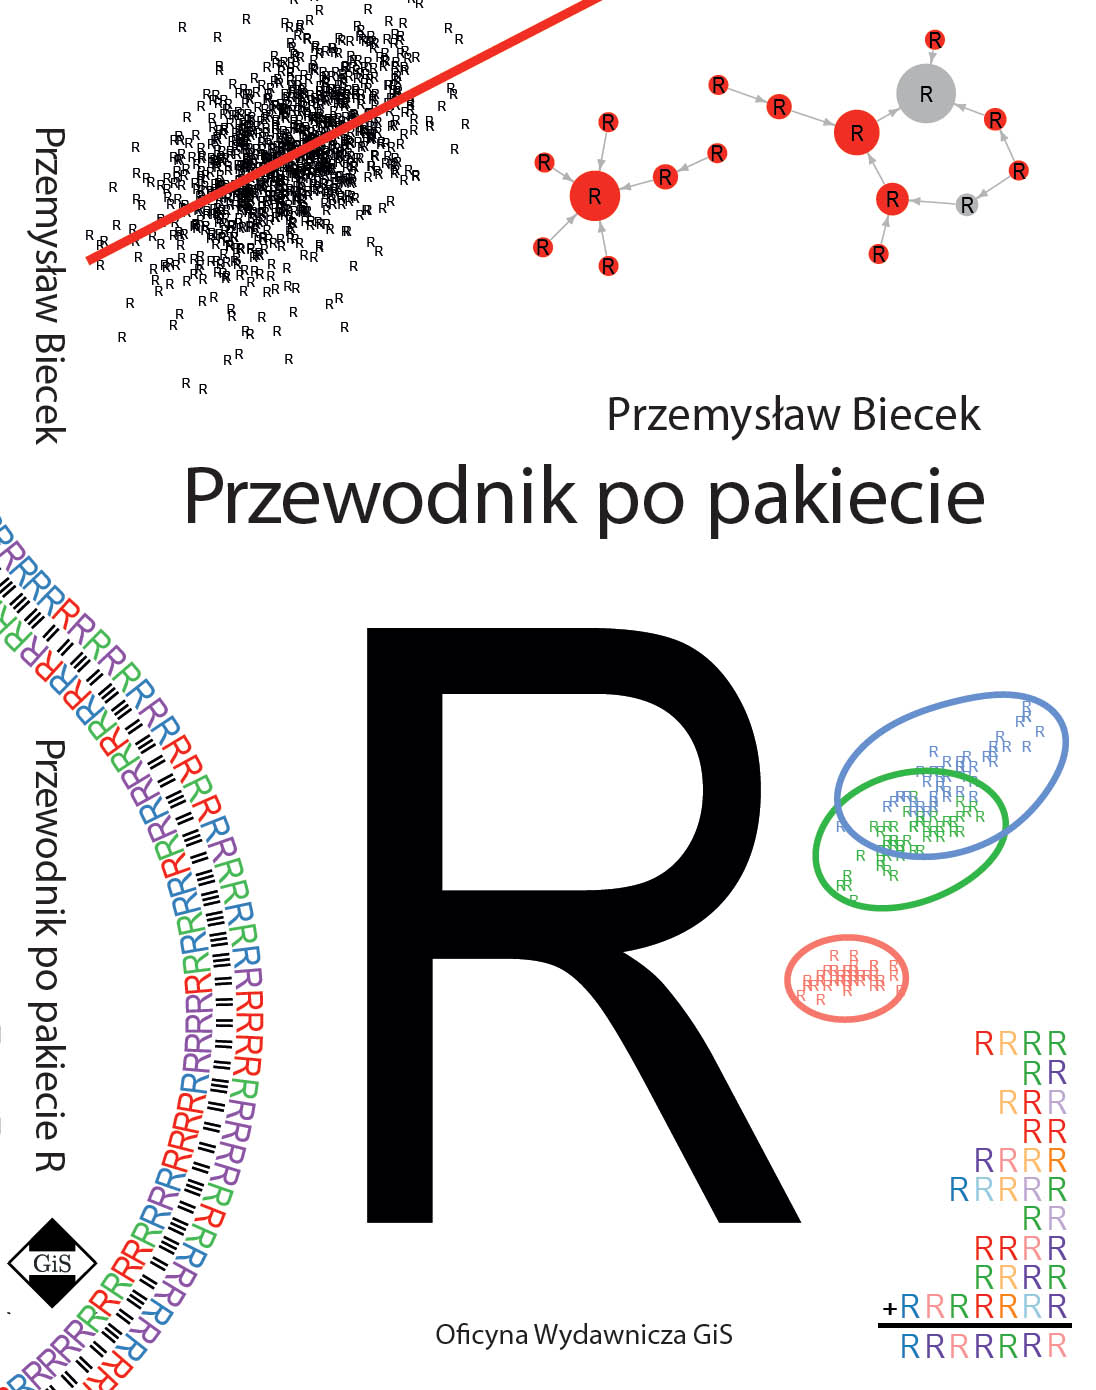 Przemysław Biecek
Przewodnik po pakiecie
R
Oficyna Wydawnicza GiS
Przemysław Biecek
Przewodnik po pakiecie R
GiS
RRRR
RR
RRR
RR
RRRR
RRRRR
RR
RRRR
RRRR
+RRRRRRR
RRRRRRR